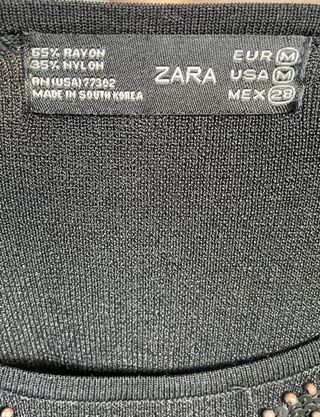 65% RAYON
35% NYLON
RN(USA)77302
MADE IN SOUTH KOREA
ZARA
EUR M
USA M
MEX 28